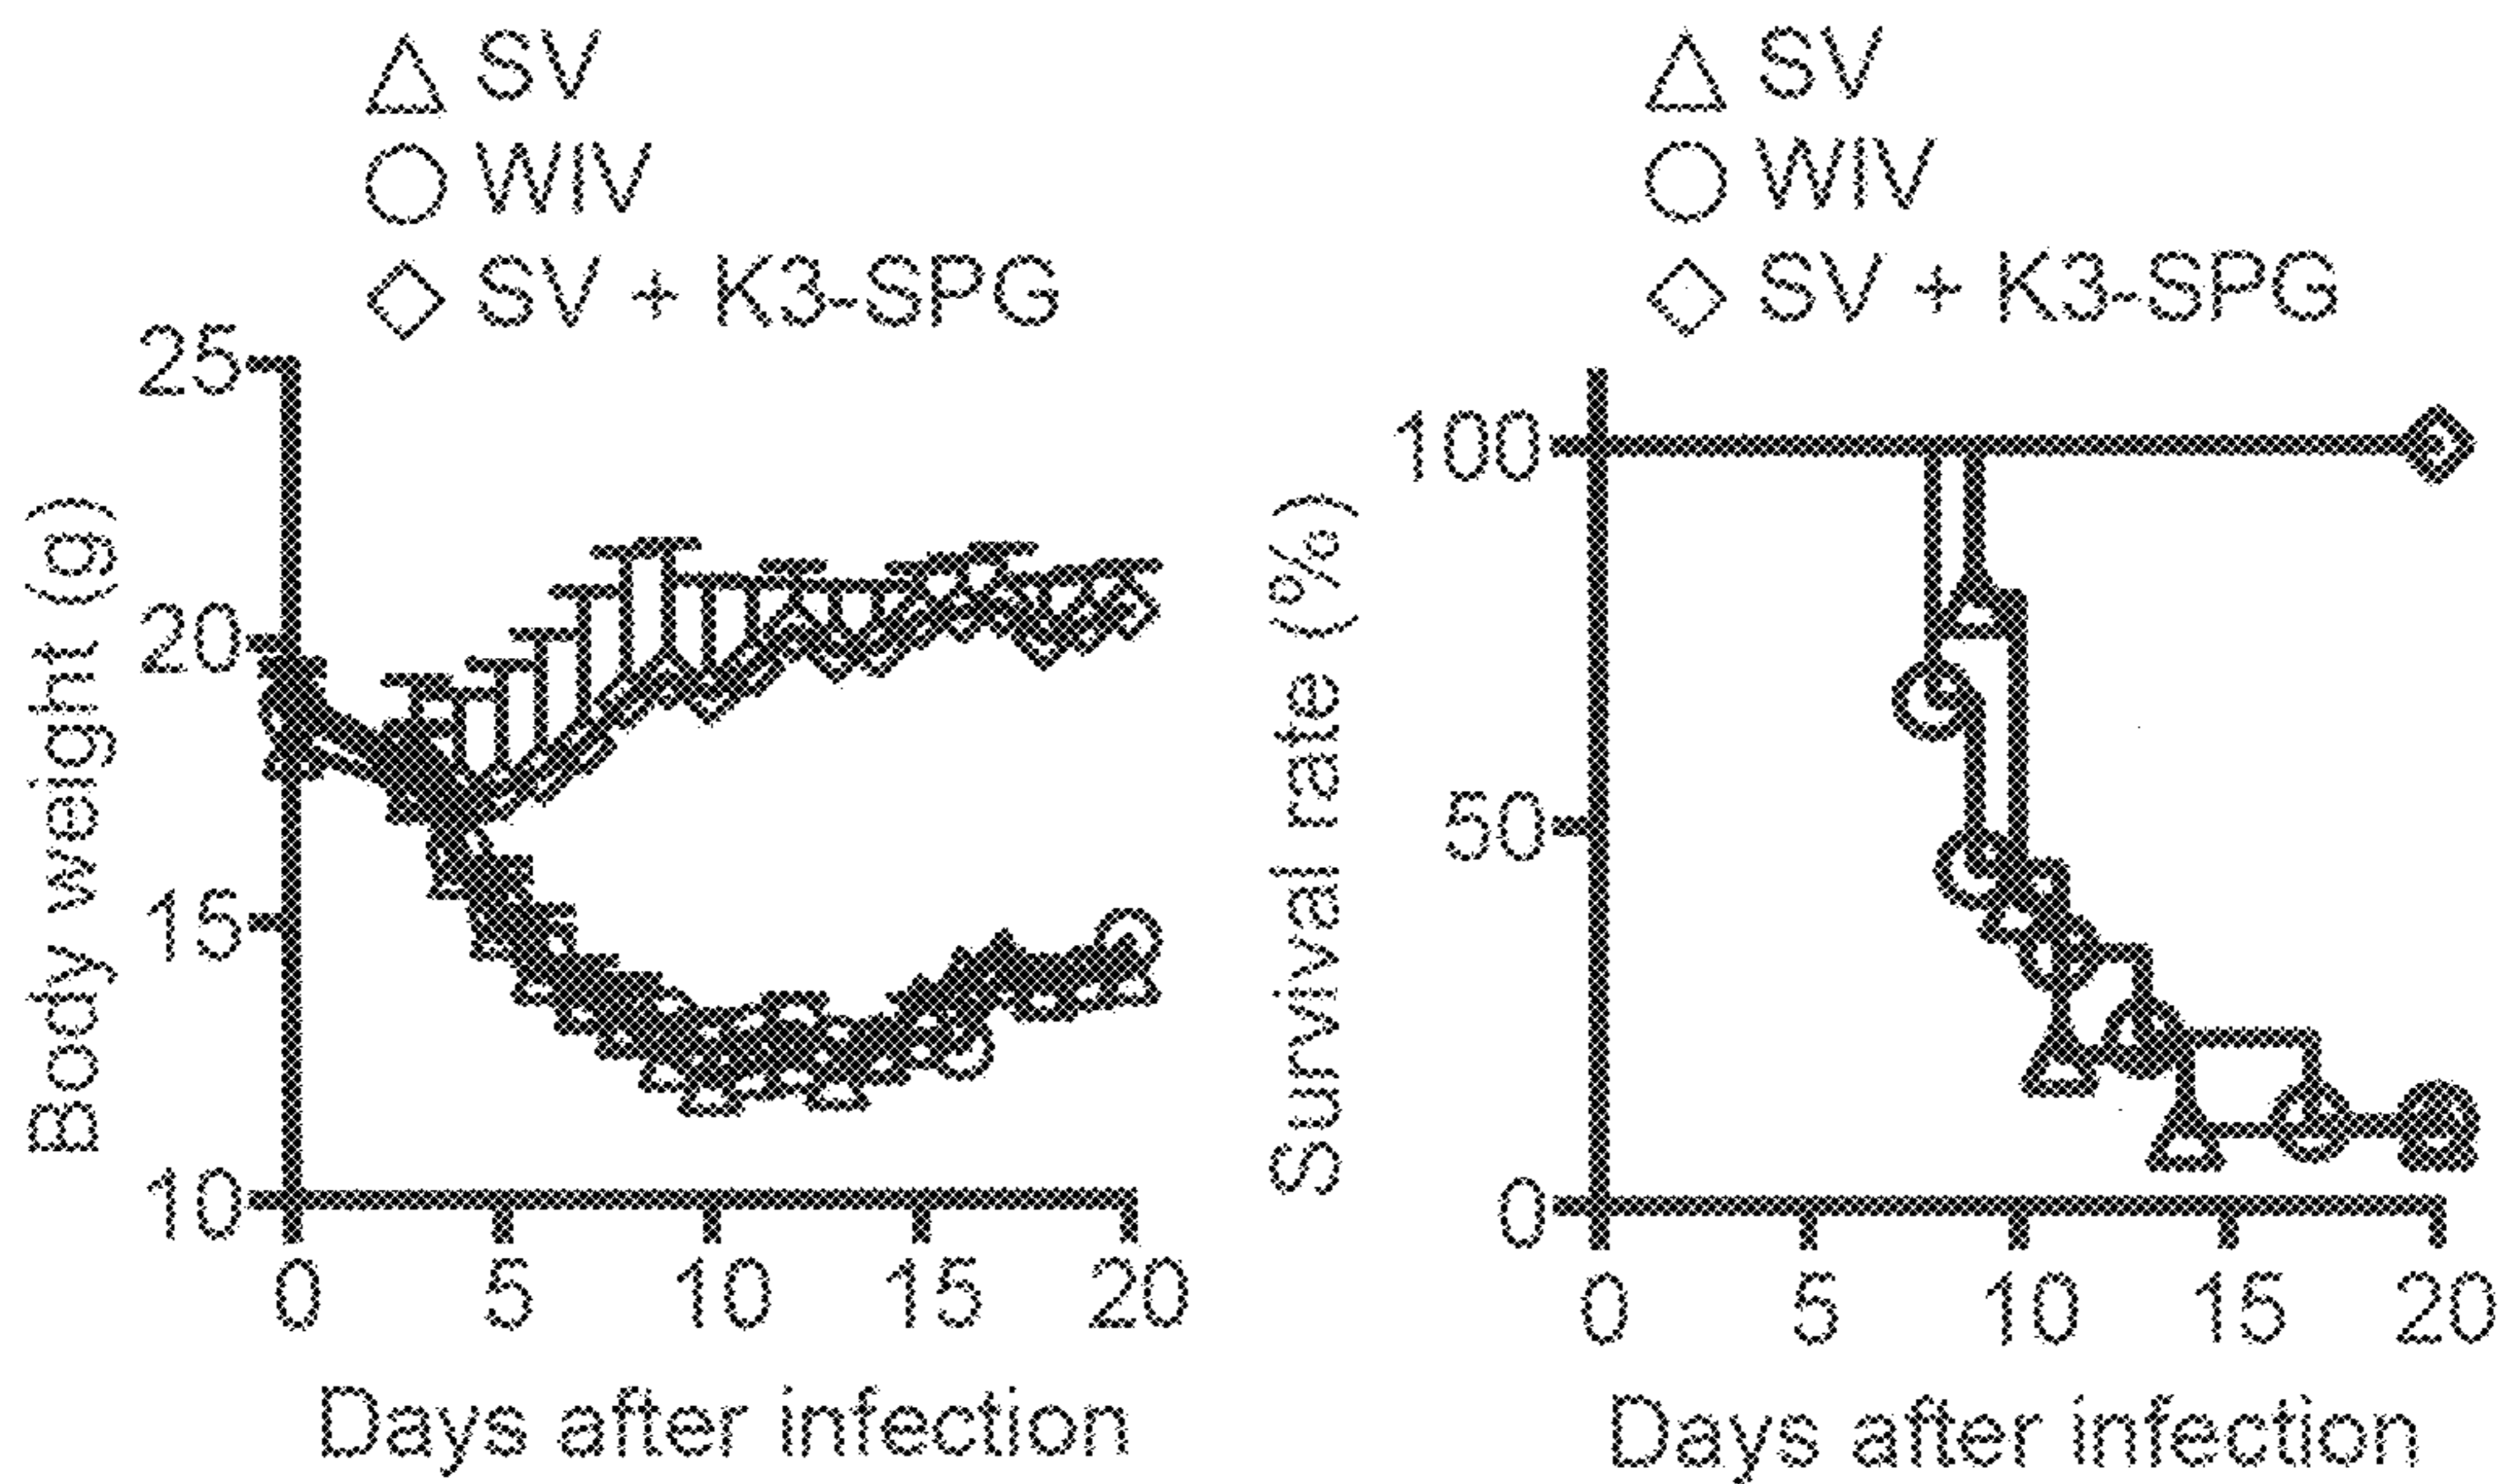 SV
WIV
SV + K3-SPG
25
20
15
10
Body weight (g)
0 5 10 15 20
Days after infection
SV
WIV
SV + K3-SPG
100
50
0
Survival rate (%)
0 5 10 15 20
Days after infection